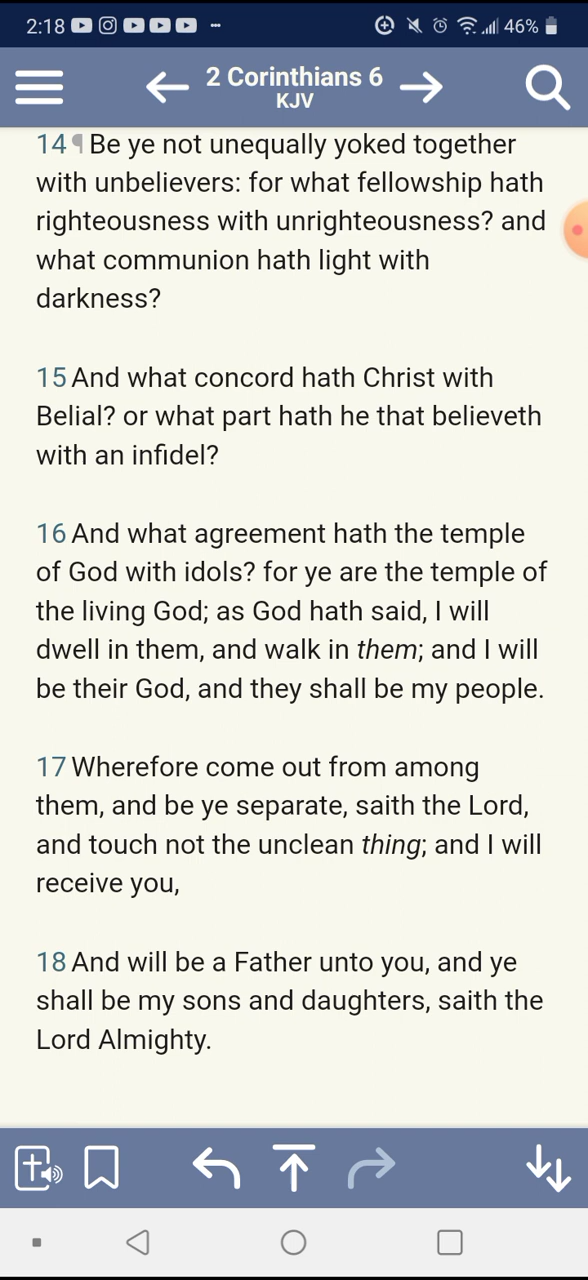 2:18
46%
2 Corinthians 6
KJV
14 ¶ Be ye not unequally yoked together
with unbelievers: for what fellowship hath
righteousness with unrighteousness? and
what communion hath light with
darkness?
15 And what concord hath Christ with
Belial? or what part hath he that believeth
with an infidel?
16 And what agreement hath the temple
of God with idols? for ye are the temple of
the living God; as God hath said, I will
dwell in them, and walk in them; and I will
be their God, and they shall be my people.
17 Wherefore come out from among
them, and be ye separate, saith the Lord,
and touch not the unclean thing; and I will
receive you,
18 And will be a Father unto you, and ye
shall be my sons and daughters, saith the
Lord Almighty.